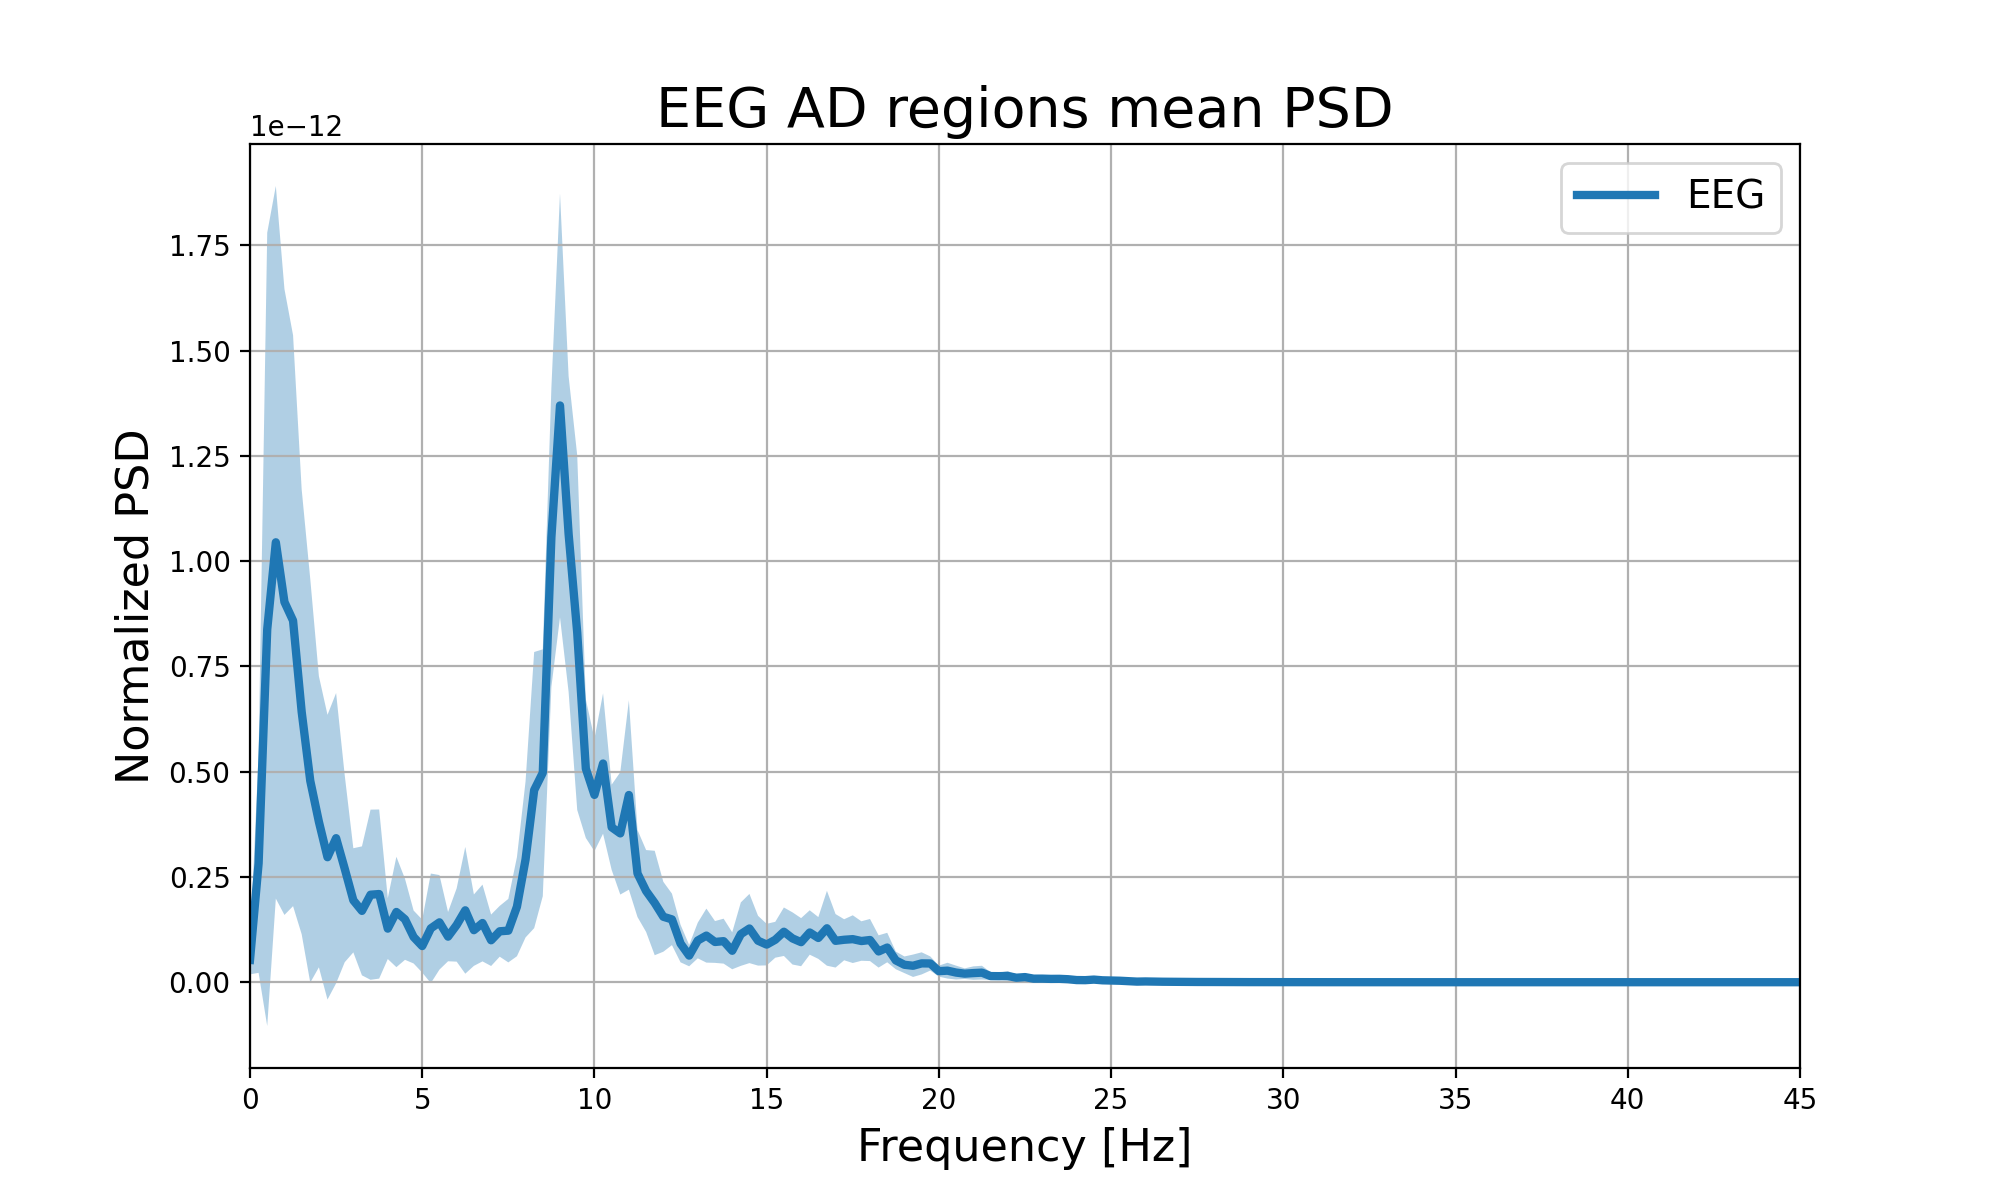 EEG AD regions mean PSD
1e−12
EEG
1.75
1.50
1.25
1.00
0.75
0.50
0.25
0.00
Normalized PSD
0 5 10 15 20 25 30 35 40 45
Frequency [Hz]